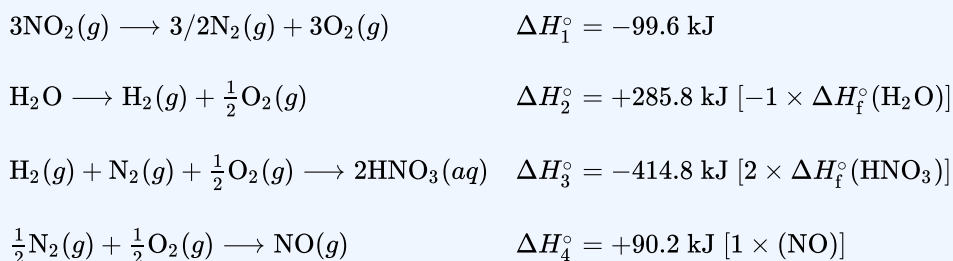 3NO₂(g) ⟶ 3/2N₂(g) + 3O₂(g) ΔH₁° = −99.6 kJ
H₂O ⟶ H₂(g) + ½O₂(g) ΔH₂° = +285.8 kJ [−1 × ΔH_f°(H₂O)]
H₂(g) + N₂(g) + ½O₂(g) ⟶ 2HNO₃(aq) ΔH₃° = −414.8 kJ [2 × ΔH_f°(HNO₃)]
½N₂(g) + ½O₂(g) ⟶ NO(g) ΔH₄° = +90.2 kJ [1 × (NO)]